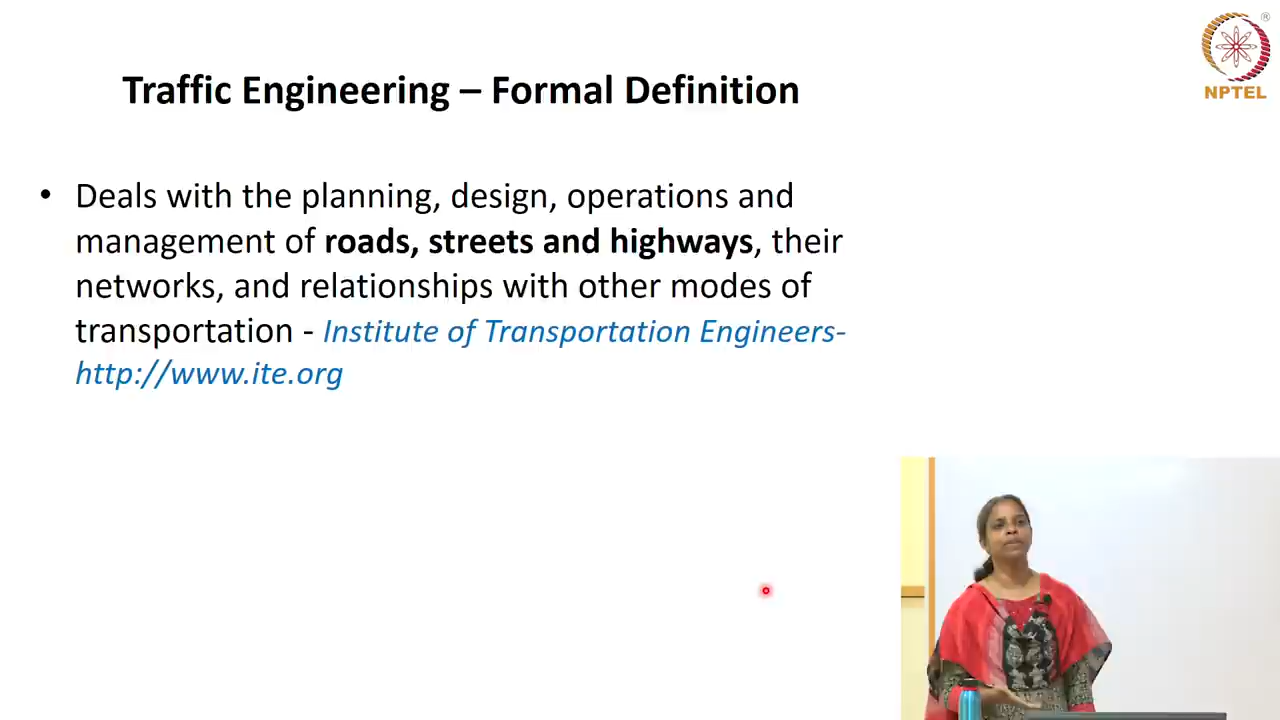 ®
NPTEL
Traffic Engineering – Formal Definition
• Deals with the planning, design, operations and
management of roads, streets and highways, their
networks, and relationships with other modes of
transportation - Institute of Transportation Engineers-
http://www.ite.org